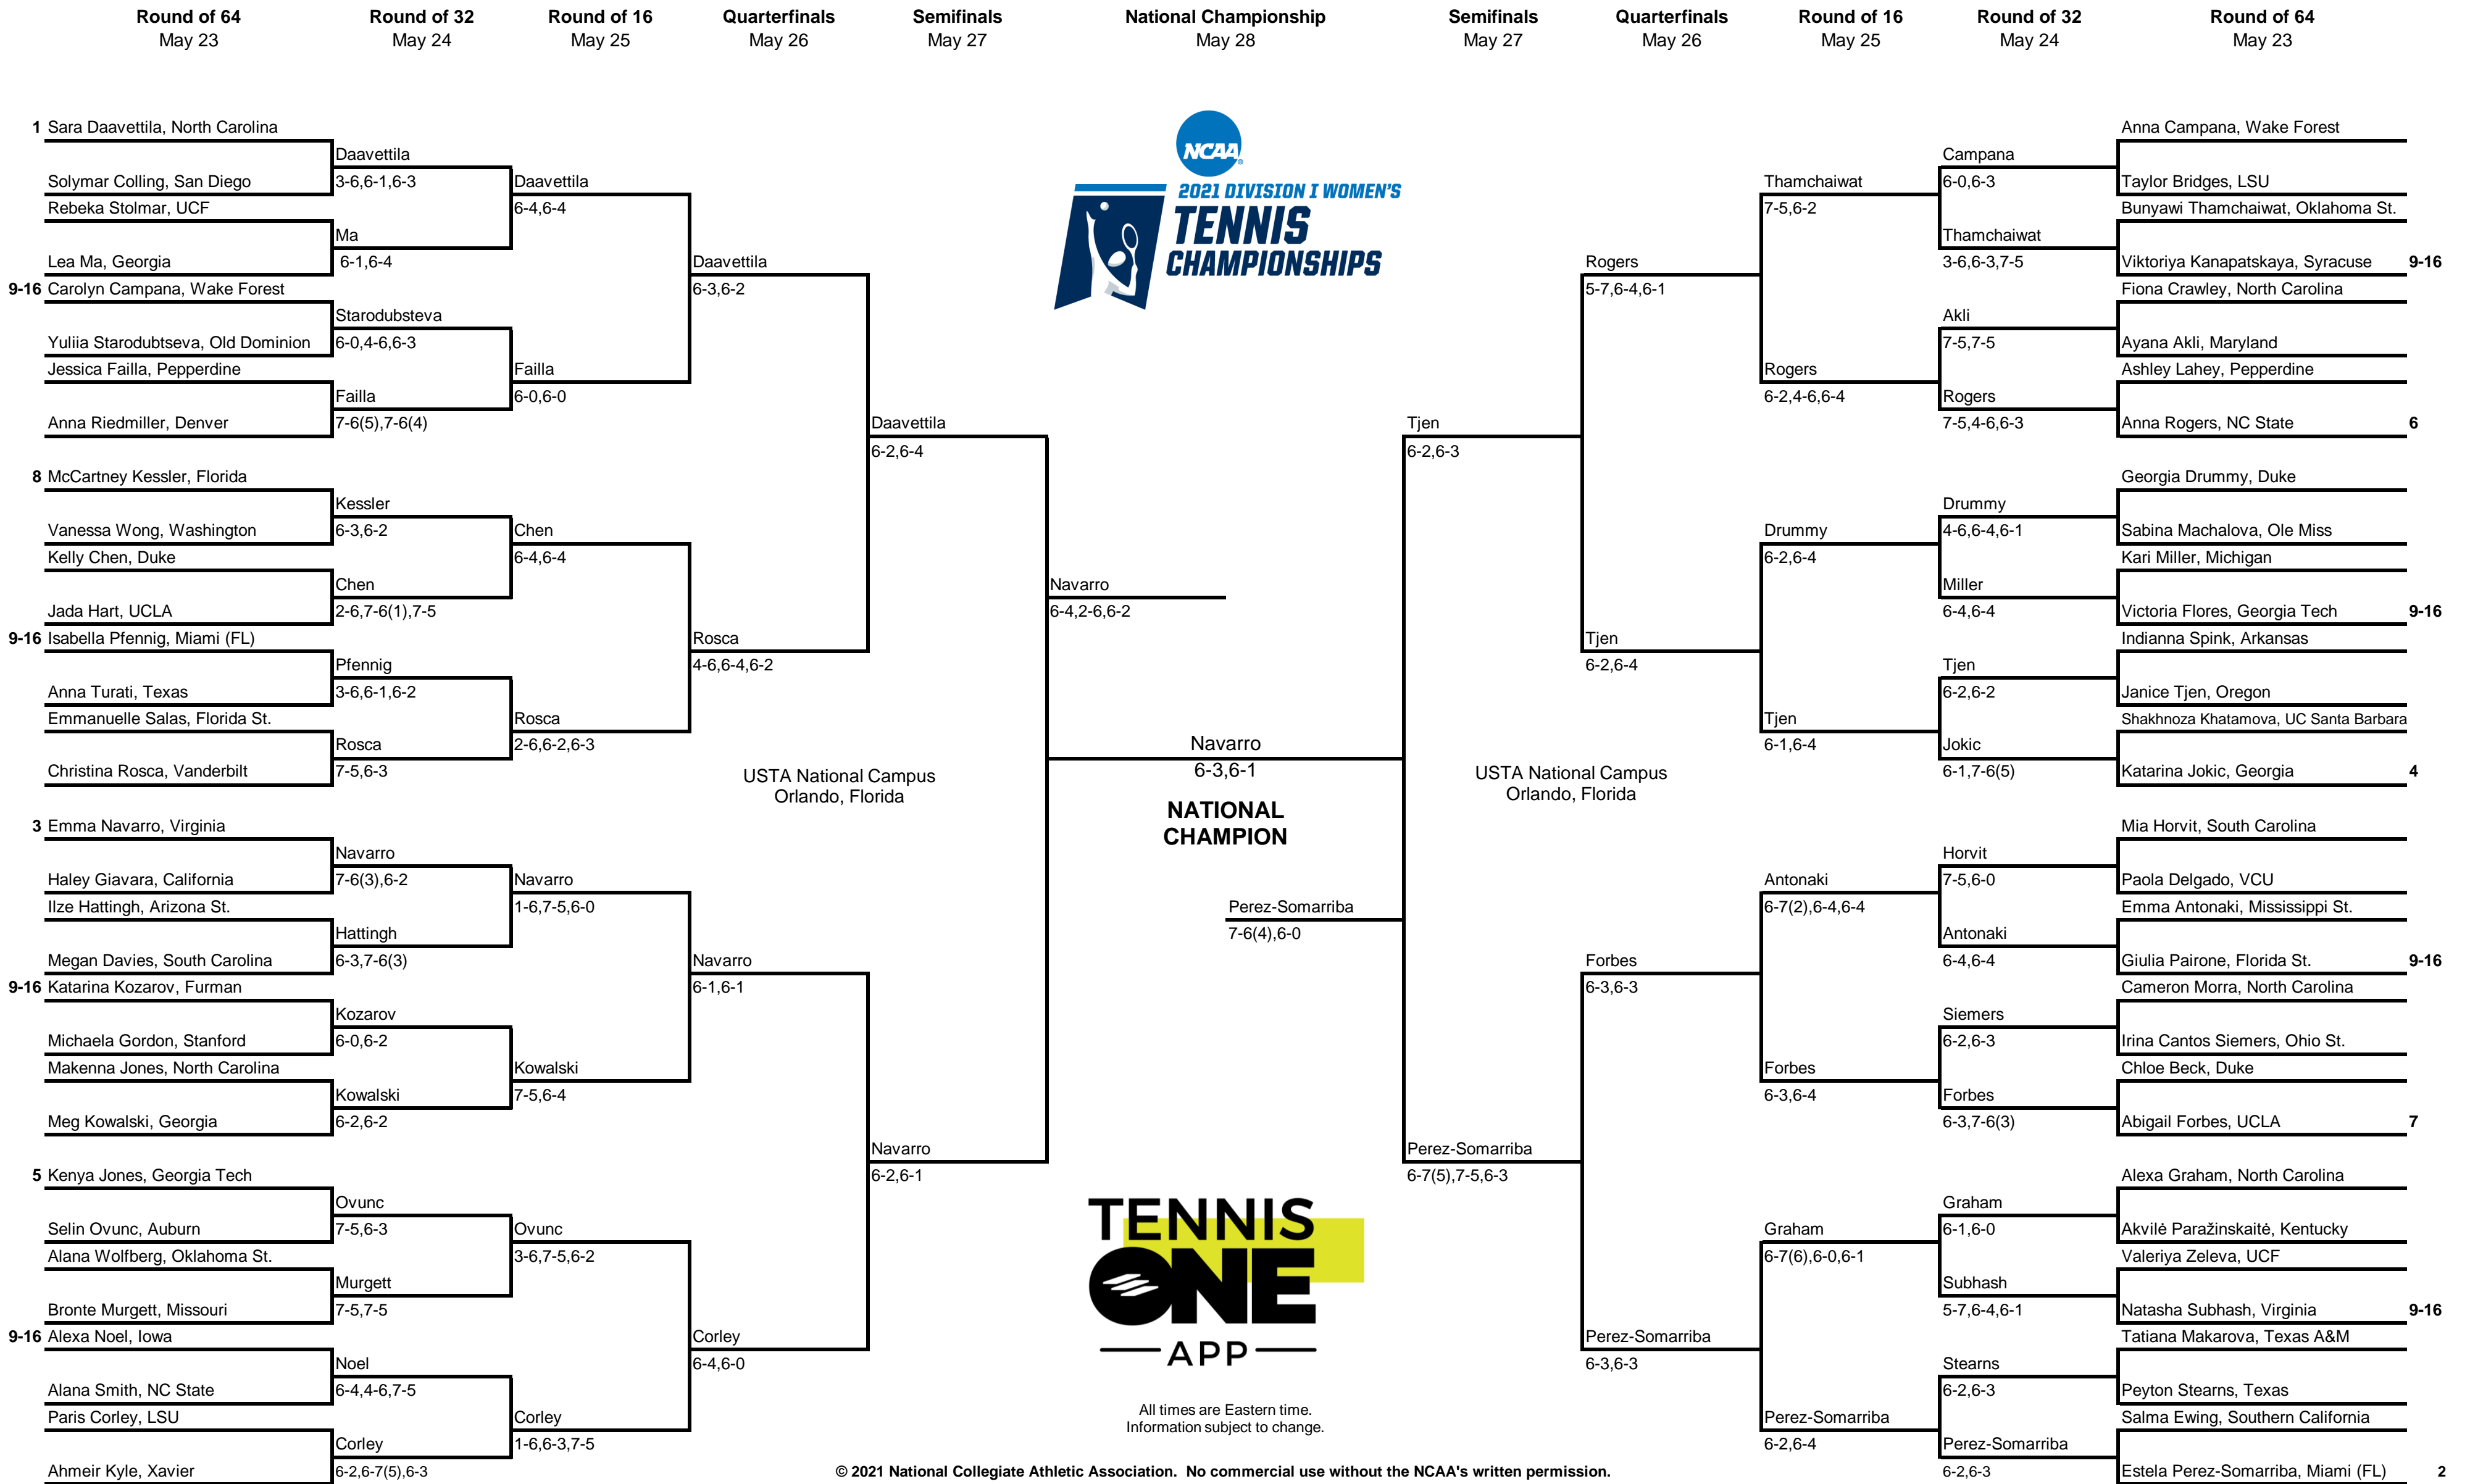 Round of 64
May 23
Round of 32
May 24
Round of 16
May 25
Quarterfinals
May 26
Semifinals
May 27
National Championship
May 28
Semifinals
May 27
Quarterfinals
May 26
Round of 16
May 25
Round of 32
May 24
Round of 64
May 23
1 Sara Daavettila, North Carolina
Solymar Colling, San Diego
Rebeka Stolmar, UCF
Lea Ma, Georgia
9-16 Carolyn Campana, Wake Forest
Yuliia Starodubtseva, Old Dominion
Jessica Failla, Pepperdine
Anna Riedmiller, Denver
8 McCartney Kessler, Florida
Vanessa Wong, Washington
Kelly Chen, Duke
Jada Hart, UCLA
9-16 Isabella Pfennig, Miami (FL)
Anna Turati, Texas
Emmanuelle Salas, Florida St.
Christina Rosca, Vanderbilt
3 Emma Navarro, Virginia
Haley Giavara, California
Ilze Hattingh, Arizona St.
Megan Davies, South Carolina
9-16 Katarina Kozarov, Furman
Michaela Gordon, Stanford
Makenna Jones, North Carolina
Meg Kowalski, Georgia
5 Kenya Jones, Georgia Tech
Selin Ovunc, Auburn
Alana Wolfberg, Oklahoma St.
Bronte Murgett, Missouri
9-16 Alexa Noel, Iowa
Alana Smith, NC State
Paris Corley, LSU
Ahmeir Kyle, Xavier
Daavettila
3-6,6-1,6-3
Ma
6-1,6-4
Starodubsteva
6-0,4-6,6-3
Failla
7-6(5),7-6(4)
Kessler
6-3,6-2
Chen
2-6,7-6(1),7-5
Pfennig
3-6,6-1,6-2
Rosca
7-5,6-3
Navarro
7-6(3),6-2
Hattingh
6-3,7-6(3)
Kozarov
6-0,6-2
Kowalski
6-2,6-2
Ovunc
7-5,6-3
Murgett
7-5,7-5
Noel
6-4,4-6,7-5
Corley
6-2,6-7(5),6-3
Daavettila
6-4,6-4
Failla
6-0,6-0
Chen
6-4,6-4
Rosca
2-6,6-2,6-3
Navarro
1-6,7-5,6-0
Kowalski
7-5,6-4
Ovunc
3-6,7-5,6-2
Corley
1-6,6-3,7-5
Daavettila
6-3,6-2
Rosca
4-6,6-4,6-2
Navarro
6-1,6-1
Corley
6-4,6-0
USTA National Campus
Orlando, Florida
Daavettila
6-2,6-4
Navarro
6-2,6-1
NCAA
2021 DIVISION I WOMEN'S
TENNIS
CHAMPIONSHIPS
Navarro
6-4,2-6,6-2
Navarro
6-3,6-1
NATIONAL
CHAMPION
Perez-Somarriba
7-6(4),6-0
TENNIS
ONE
APP
All times are Eastern time.
Information subject to change.
© 2021 National Collegiate Athletic Association. No commercial use without the NCAA's written permission.
Tjen
6-2,6-3
Perez-Somarriba
6-7(5),7-5,6-3
USTA National Campus
Orlando, Florida
Rogers
5-7,6-4,6-1
Tjen
6-2,6-4
Forbes
6-3,6-3
Perez-Somarriba
6-3,6-3
Thamchaiwat
7-5,6-2
Rogers
6-2,4-6,6-4
Drummy
6-2,6-4
Tjen
6-1,6-4
Antonaki
6-7(2),6-4,6-4
Forbes
6-3,6-4
Graham
6-7(6),6-0,6-1
Perez-Somarriba
6-2,6-4
Campana
6-0,6-3
Thamchaiwat
3-6,6-3,7-5
Akli
7-5,7-5
Rogers
7-5,4-6,6-3
Drummy
4-6,6-4,6-1
Miller
6-4,6-4
Tjen
6-2,6-2
Jokic
6-1,7-6(5)
Horvit
7-5,6-0
Antonaki
6-4,6-4
Siemers
6-2,6-3
Forbes
6-3,7-6(3)
Graham
6-1,6-0
Subhash
5-7,6-4,6-1
Stearns
6-2,6-3
Perez-Somarriba
6-2,6-3
Anna Campana, Wake Forest
Taylor Bridges, LSU
Bunyawi Thamchaiwat, Oklahoma St.
Viktoriya Kanapatskaya, Syracuse 9-16
Fiona Crawley, North Carolina
Ayana Akli, Maryland
Ashley Lahey, Pepperdine
Anna Rogers, NC State 6
Georgia Drummy, Duke
Sabina Machalova, Ole Miss
Kari Miller, Michigan
Victoria Flores, Georgia Tech 9-16
Indianna Spink, Arkansas
Janice Tjen, Oregon
Shakhnoza Khatamova, UC Santa Barbara
Katarina Jokic, Georgia 4
Mia Horvit, South Carolina
Paola Delgado, VCU
Emma Antonaki, Mississippi St.
Giulia Pairone, Florida St. 9-16
Cameron Morra, North Carolina
Irina Cantos Siemers, Ohio St.
Chloe Beck, Duke
Abigail Forbes, UCLA 7
Alexa Graham, North Carolina
Akvilė Paražinskaitė, Kentucky
Valeriya Zeleva, UCF
Natasha Subhash, Virginia 9-16
Tatiana Makarova, Texas A&M
Peyton Stearns, Texas
Salma Ewing, Southern California
Estela Perez-Somarriba, Miami (FL) 2